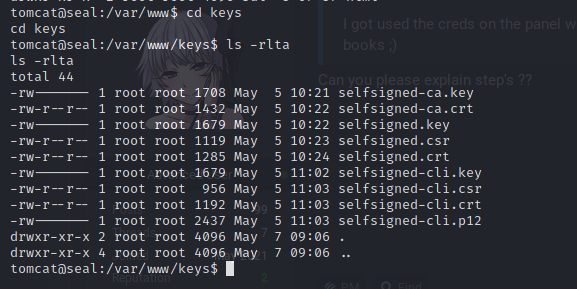 tomcat@seal:/var/www$ cd keys
I got used the creds on the panel w
cd keys
books ;)
tomcat@seal:/var/www/keys$ ls -rlta
ls -rlta
Can you please explain step's ??
total 44
-rw------- 1 root root 1708 May  5 10:21 selfsigned-ca.key
-rw-r--r-- 1 root root 1432 May  5 10:22 selfsigned-ca.crt
-rw------- 1 root root 1679 May  5 10:22 selfsigned.key
-rw-r--r-- 1 root root 1119 May  5 10:23 selfsigned.csr
-rw-r--r-- 1 root root 1285 May  5 10:24 selfsigned.crt
-rw------- 1 root root 1679 May  5 11:02 selfsigned-cli.key
-rw-r--r-- 1 root root  956 May  5 11:03 selfsigned-cli.csr
-rw-r--r-- 1 root root 1192 May  5 11:03 selfsigned-cli.crt
-rw------- 1 root root 2437 May  5 11:03 selfsigned-cli.p12
drwxr-xr-x 2 root root 4096 May  7 09:06 .
drwxr-xr-x 4 root root 4096 May  7 09:06 ..
tomcat@seal:/var/www/keys$